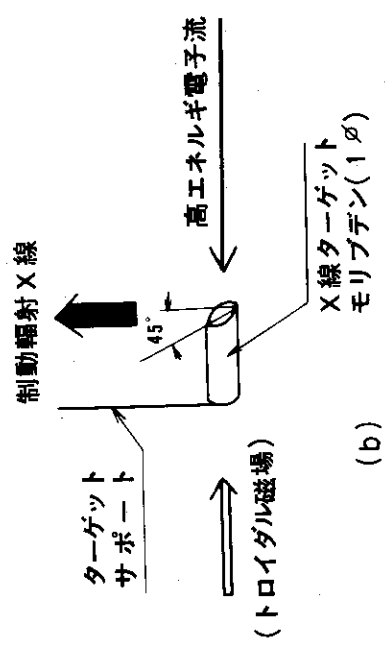 制動輻射X線
高エネルギ電子流
45°
ターゲット
サポート
(トロイダル磁場)
X線ターゲット
モリブデン(1φ)
(b)